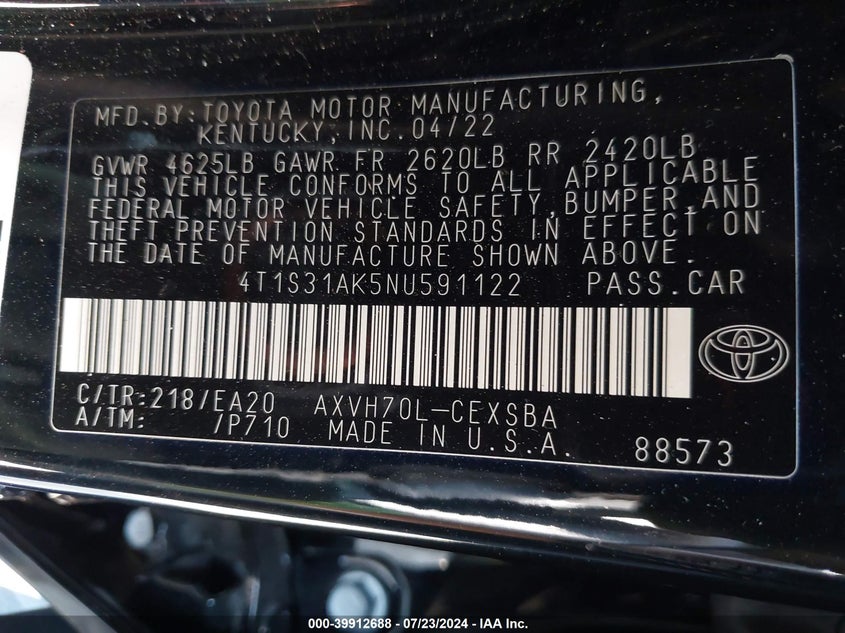 MFD.BY:TOYOTA MOTOR MANUFACTURING,
KENTUCKY,INC.04/22
GVWR 4625LB GAWR FR 2620LB RR 2420LB
THIS VEHICLE CONFORMS TO ALL APPLICABLE
FEDERAL MOTOR VEHICLE SAFETY,BUMPER,AND
THEFT PREVENTION STANDARDS IN EFFECT ON
THE DATE OF MANUFACTURE SHOWN ABOVE.
4T1S31AK5NU591122 PASS.CAR
C/TR:218/EA20 AXVH70L-CEXSBA
A/TM: /P710 MADE IN U.S.A. 88573
000-39912688 - 07/23/2024 - IAA Inc.